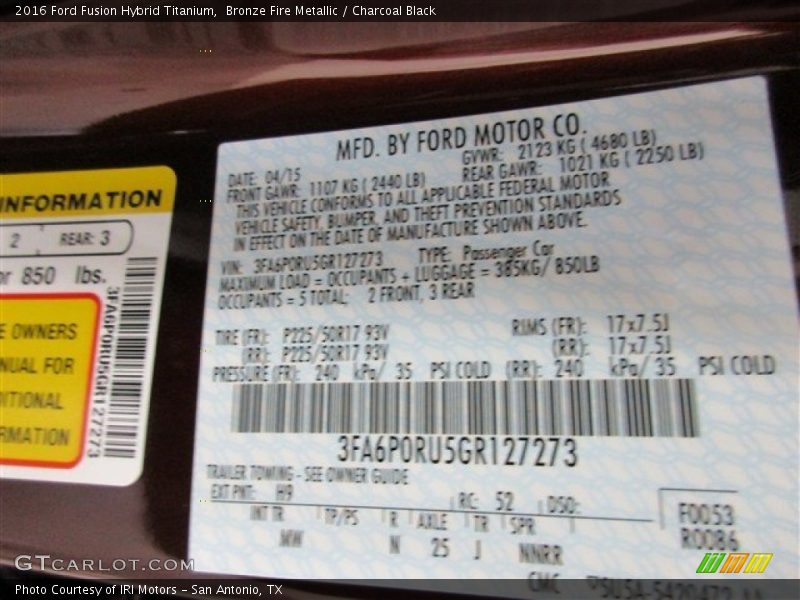 2016 Ford Fusion Hybrid Titanium,  Bronze Fire Metallic / Charcoal Black
MFD. BY FORD MOTOR CO.
DATE: 04/15 GVWR: 2123 KG ( 4680 LB)
FRONT GAWR: 1107 KG ( 2440 LB) REAR GAWR: 1021 KG ( 2250 LB)
THIS VEHICLE CONFORMS TO ALL APPLICABLE FEDERAL MOTOR
VEHICLE SAFETY, BUMPER, AND THEFT PREVENTION STANDARDS
IN EFFECT ON THE DATE OF MANUFACTURE SHOWN ABOVE.
VIN: 3FA6P0RU5GR127273 TYPE: Passenger Car
MAXIMUM LOAD = OCCUPANTS + LUGGAGE = 385KG/ 850LB
OCCUPANTS = 5 TOTAL: 2 FRONT, 3 REAR
TIRE (FR): P225/50R17 93V RIMS (FR): 17x7.5J
(RR): P225/50R17 93V (RR): 17x7.5J
PRESSURE (FR): 240 kPa/ 35 PSI COLD (RR): 240 kPa/ 35 PSI COLD
3FA6P0RU5GR127273
TRAILER TOWING - SEE OWNER GUIDE
EXT PNT: H9 RC: 52 DSO:
INT TR TP/PS R AXLE TR SPR
MW N 25 J NNRR
F0053
R0086
INFORMATION
2 REAR: 3
or 850 lbs.
E OWNERS
NUAL FOR
DITIONAL
RMATION
3FA6P0RU5GR127273
GTCARLOT.COM
Photo Courtesy of IRI Motors – San Antonio, TX